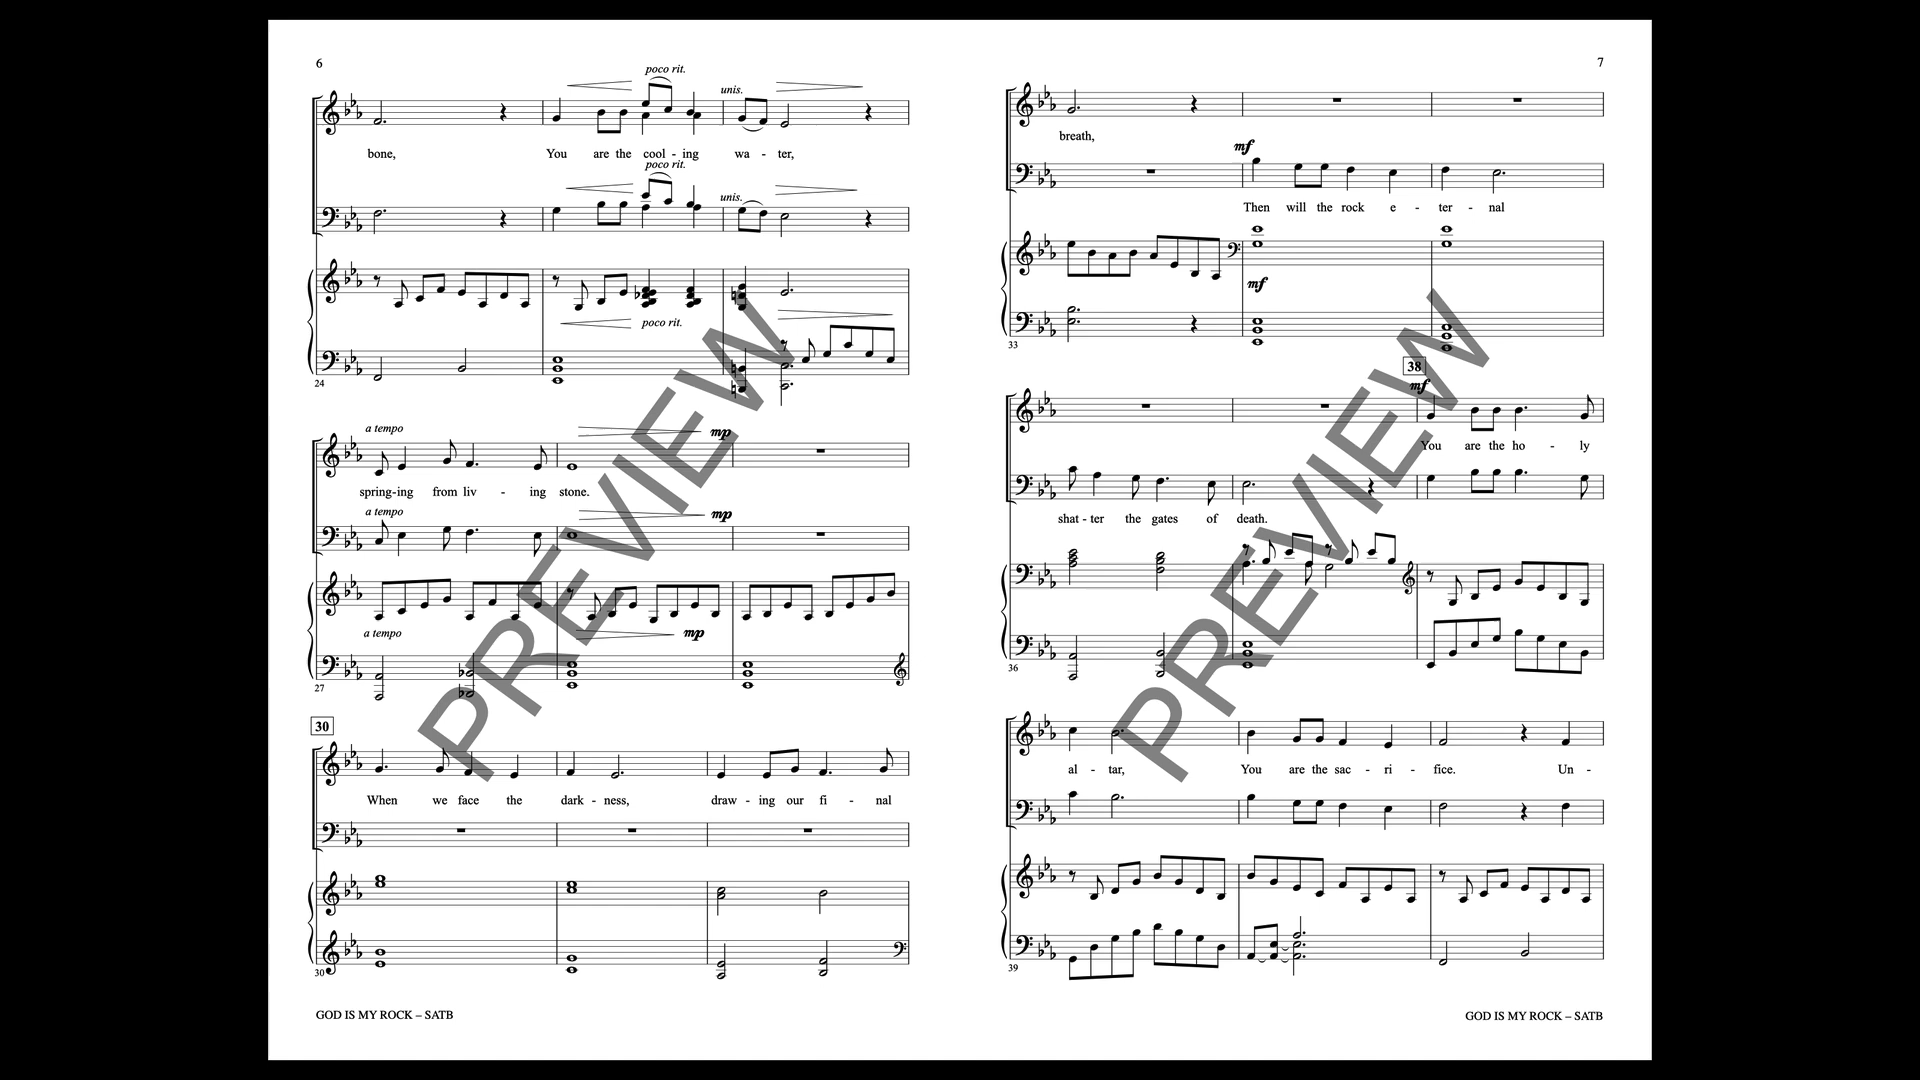 6
poco rit.
unis.
bone, You are the cool - ing wa - ter,
poco rit.
unis.
poco rit.
24
a tempo
mp
spring-ing from liv - ing stone.
a tempo
mp
a tempo
mp
27
30
When we face the dark - ness, draw - ing our fi - nal
30
GOD IS MY ROCK – SATB
7
breath,
mf
Then will the rock e - ter - nal
mf
33
38
mf
You are the ho - ly
shat - ter the gates of death.
36
al - tar, You are the sac - ri - fice. Un -
39
GOD IS MY ROCK – SATB
PREVIEW
PREVIEW